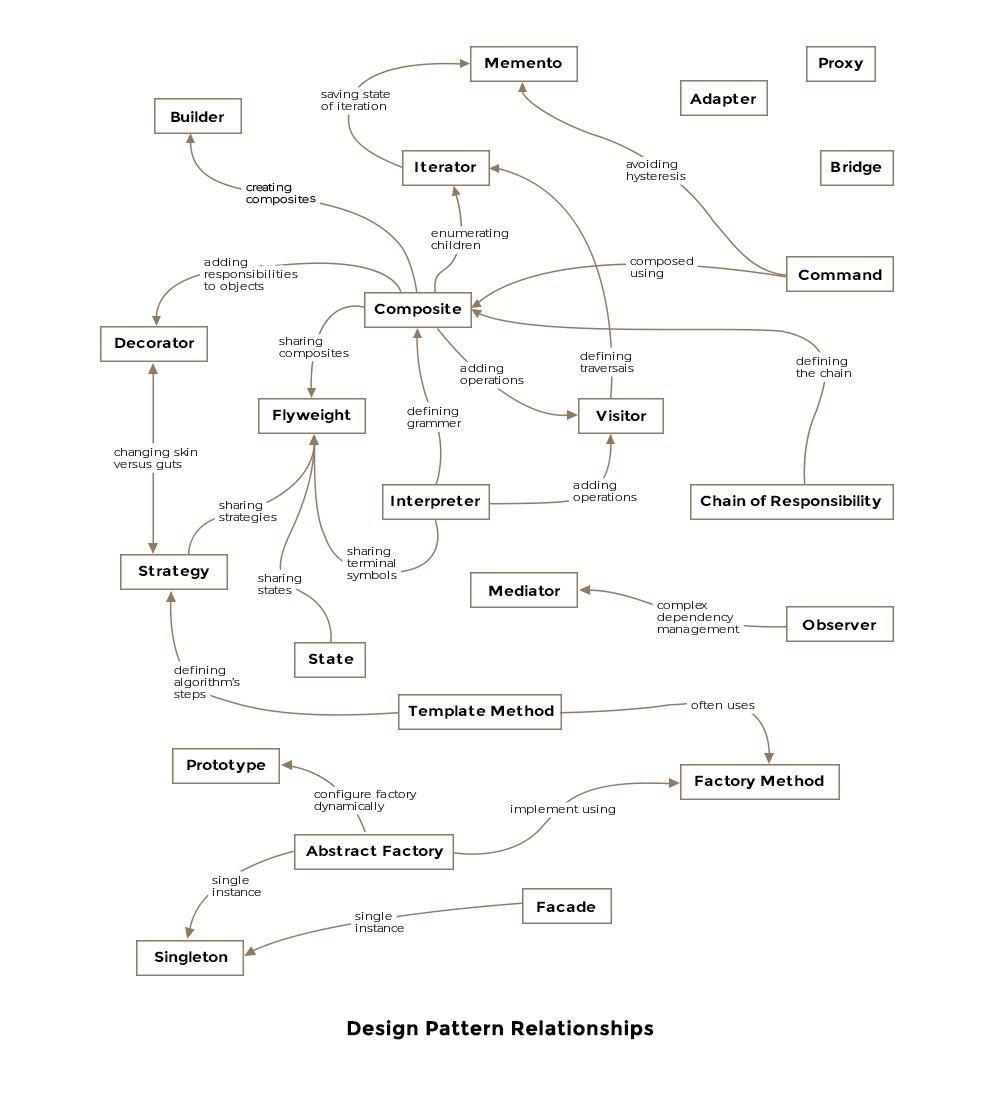 Memento
Proxy
Adapter
saving state
of iteration
Builder
Iterator
avoiding
hysteresis
Bridge
creating
composites
enumerating
children
adding
responsibilities
to objects
composed
using
Command
Composite
Decorator
sharing
composites
adding
operations
defining
traversais
defining
the chain
Flyweight
defining
grammer
Visitor
changing skin
versus guts
Interpreter
adding
operations
Chain of Responsibility
sharing
strategies
sharing
terminal
symbols
Strategy
sharing
states
Mediator
complex
dependency
management
Observer
State
defining
algorithm's
steps
Template Method
often uses
Prototype
Factory Method
configure factory
dynamically
implement using
Abstract Factory
single
instance
Facade
single
instance
Singleton
Design Pattern Relationships